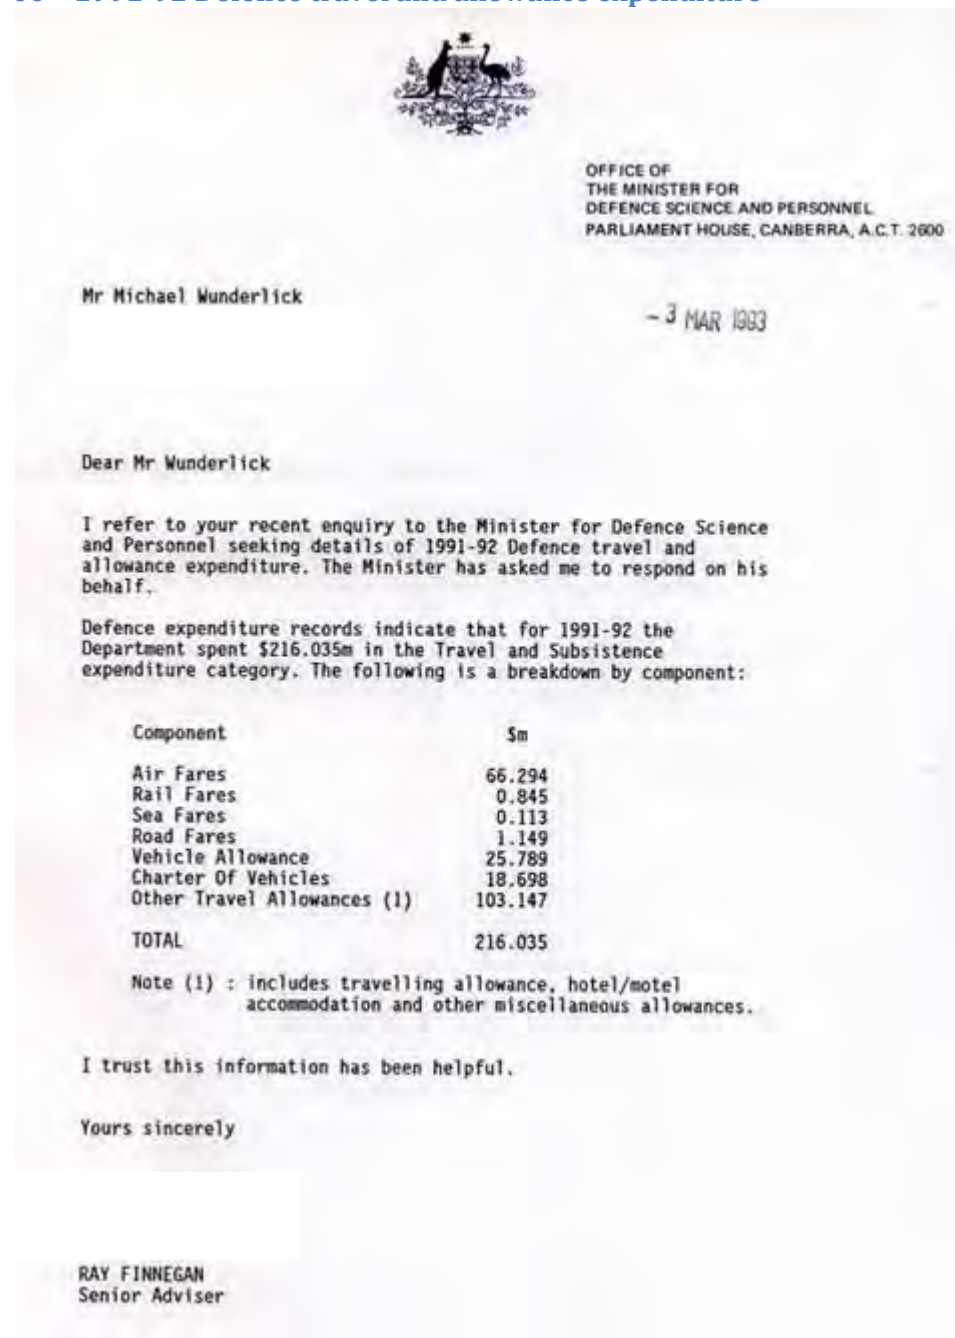 1991-92 Defence travel and allowance expenditure
OFFICE OF
THE MINISTER FOR
DEFENCE SCIENCE AND PERSONNEL
PARLIAMENT HOUSE, CANBERRA, A.C.T. 2600
Mr Michael Wunderlick
- 3 MAR 1993
Dear Mr Wunderlick
I refer to your recent enquiry to the Minister for Defence Science
and Personnel seeking details of 1991-92 Defence travel and
allowance expenditure. The Minister has asked me to respond on his
behalf.
Defence expenditure records indicate that for 1991-92 the
Department spent $216.035m in the Travel and Subsistence
expenditure category. The following is a breakdown by component:
Component $m
Air Fares 66.294
Rail Fares 0.845
Sea Fares 0.113
Road Fares 1.149
Vehicle Allowance 25.789
Charter Of Vehicles 18.698
Other Travel Allowances (1) 103.147
TOTAL 216.035
Note (1) : includes travelling allowance, hotel/motel
accommodation and other miscellaneous allowances.
I trust this information has been helpful.
Yours sincerely
RAY FINNEGAN
Senior Adviser